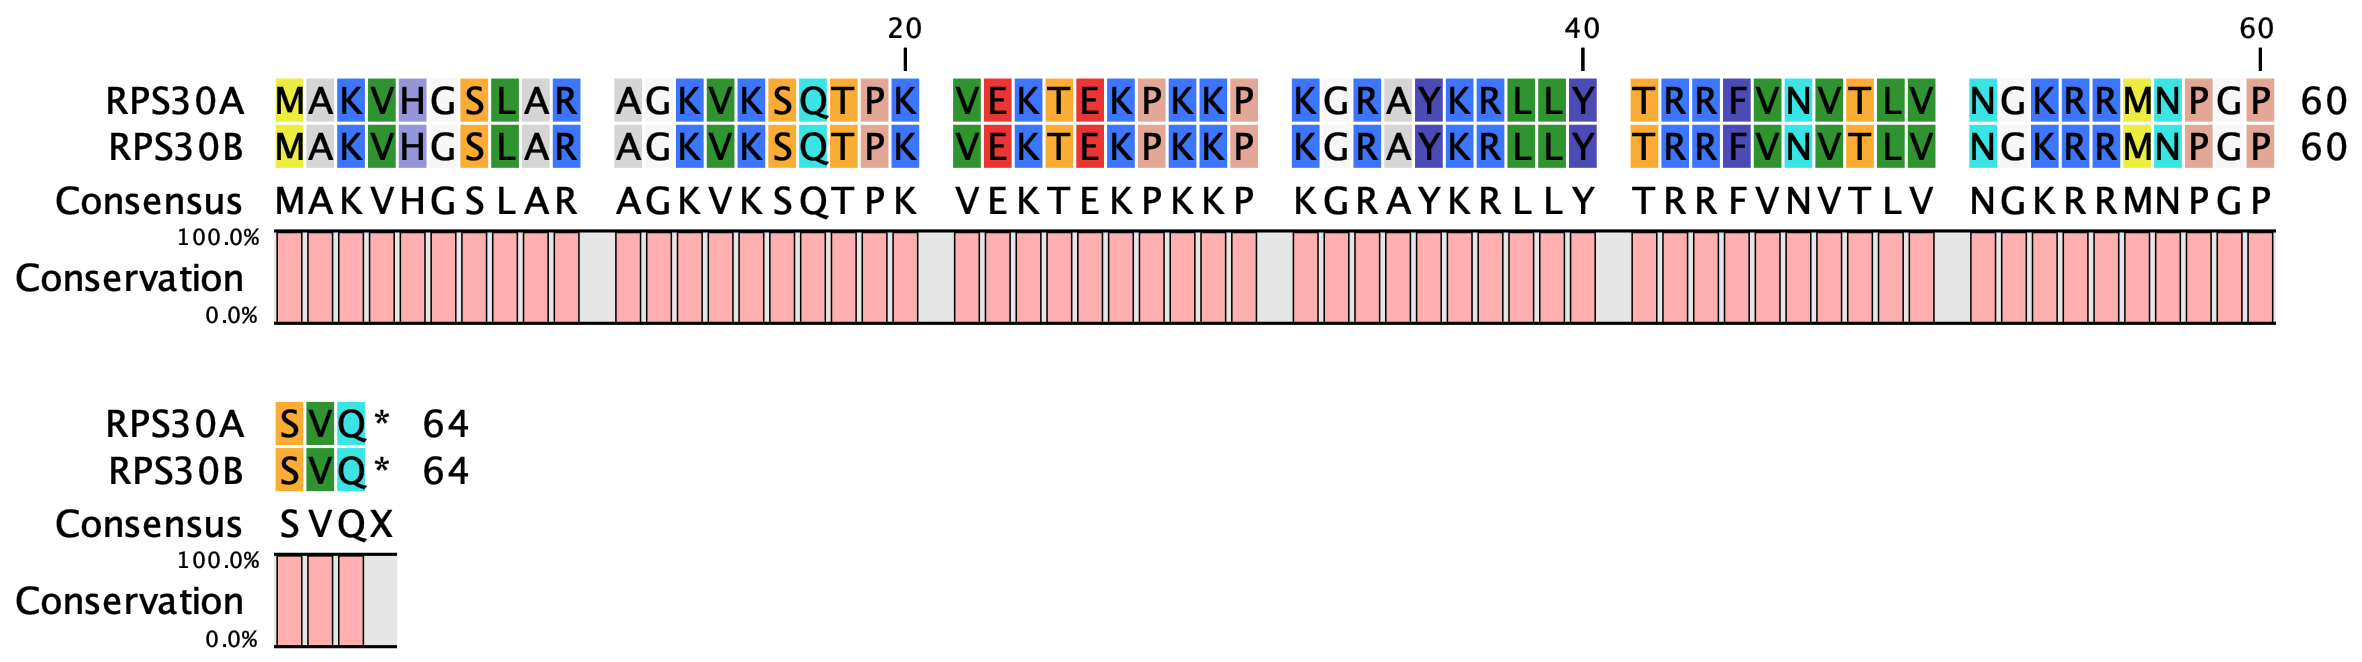 20 40 60
RPS30A MAKVHGSLAR AGKVKSQTPK VEKTEKPKKP KGRAYKRLLY TRRFVNVTLV NGKRRMNPGP 60
RPS30B MAKVHGSLAR AGKVKSQTPK VEKTEKPKKP KGRAYKRLLY TRRFVNVTLV NGKRRMNPGP 60
Consensus MAKVHGSLAR AGKVKSQTPK VEKTEKPKKP KGRAYKRLLY TRRFVNVTLV NGKRRMNPGP
100.0%
Conservation
0.0%
RPS30A SVQ* 64
RPS30B SVQ* 64
Consensus SVQX
100.0%
Conservation
0.0%